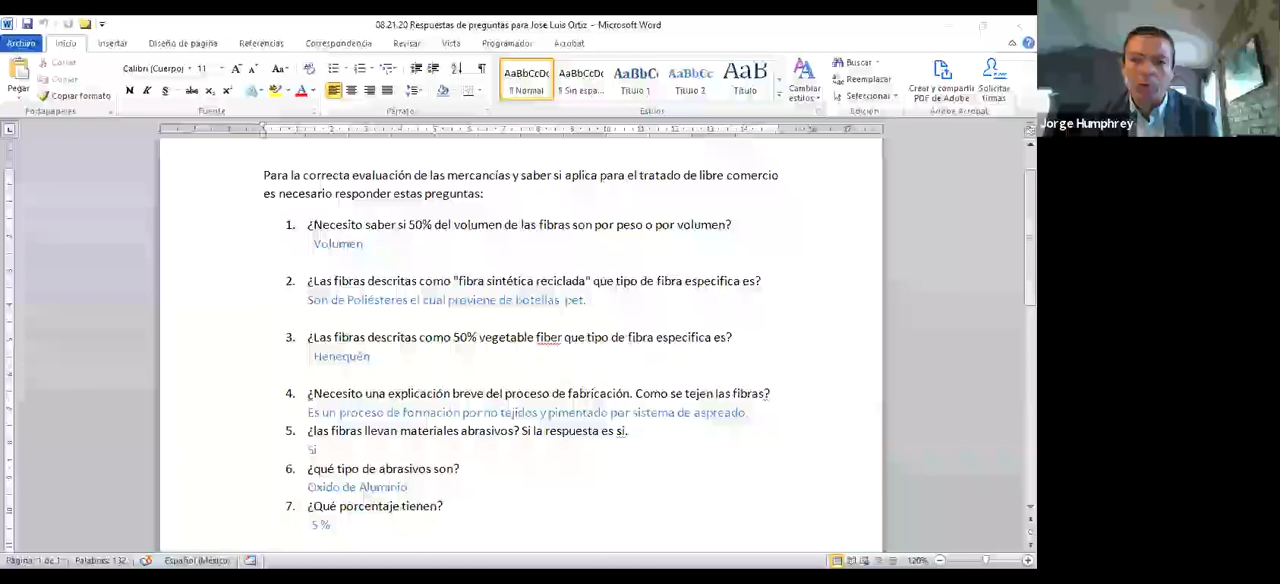 08.21.20 Respuestas de preguntas para Jose Luis Ortiz - Microsoft Word
Archivo Inicio Insertar Diseño de página Referencias Correspondencia Revisar Vista Programador Acrobat
Pegar
Cortar
Copiar
Copiar formato
Portapapeles
Calibri (Cuerpo) 11
Fuente
Párrafo
AaBbCcDc AaBbCcDc AaBbC AaBbCc AaB
¶ Normal ¶ Sin espa... Título 1 Título 2 Título
Cambiar estilos
Estilos
Buscar
Reemplazar
Seleccionar
Edición
Crear y compartir PDF de Adobe
Solicitar firmas
Adobe Acrobat
Jorge Humphrey
Para la correcta evaluación de las mercancías y saber si aplica para el tratado de libre comercio
es necesario responder estas preguntas:
1. ¿Necesito saber si 50% del volumen de las fibras son por peso o por volumen?
Volumen
2. ¿Las fibras descritas como "fibra sintética reciclada" que tipo de fibra especifica es?
Son de Poliésteres el cual proviene de botellas pet.
3. ¿Las fibras descritas como 50% vegetable fiber que tipo de fibra especifica es?
Henequén
4. ¿Necesito una explicación breve del proceso de fabricación. Como se tejen las fibras?
Es un proceso de formación por no tejidos y pimentado por sistema de aspreado.
5. ¿las fibras llevan materiales abrasivos? Si la respuesta es si.
Si
6. ¿qué tipo de abrasivos son?
Oxido de Aluminio
7. ¿Qué porcentaje tienen?
5 %
Página: 1 de 1 Palabras: 132 Español (México) 120%